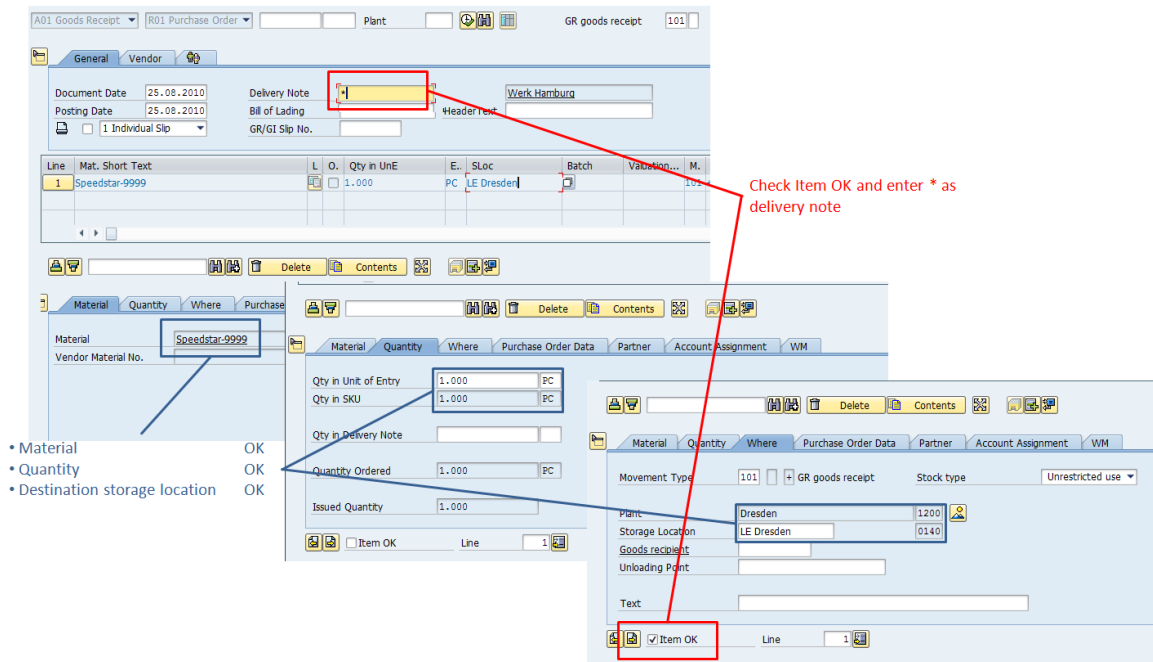 A01 Goods Receipt R01 Purchase Order Plant GR goods receipt 101
General Vendor
Document Date 25.08.2010 Delivery Note * Werk Hamburg
Posting Date 25.08.2010 Bill of Lading HeaderText
1 Individual Slip GR/GI Slip No.
Line Mat. Short Text L O. Qty in UnE E.. SLoc Batch Valuation... M.
1 Speedstar-9999 1.000 PC LE Dresden 101
Check Item OK and enter * as
delivery note
Delete Contents
Material Quantity Where Purchase
Material Speedstar-9999
Vendor Material No.
• Material OK
• Quantity OK
• Destination storage location OK
Delete Contents
Material Quantity Where Purchase Order Data Partner Account Assignment WM
Qty in Unit of Entry 1.000 PC
Qty in SKU 1.000 PC
Qty in Delivery Note
Quantity Ordered 1.000 PC
Issued Quantity 1.000
Item OK Line 1
Delete Contents
Material Quantity Where Purchase Order Data Partner Account Assignment WM
Movement Type 101 + GR goods receipt Stock type Unrestricted use
Plant Dresden 1200
Storage Location LE Dresden 0140
Goods recipient
Unloading Point
Text
Item OK Line 1